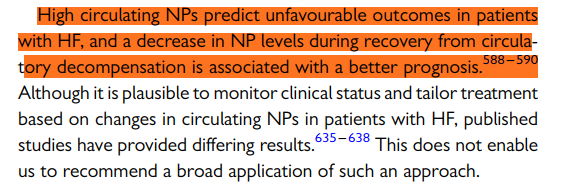 High circulating NPs predict unfavourable outcomes in patients
with HF, and a decrease in NP levels during recovery from circula-
tory decompensation is associated with a better prognosis.588–590
Although it is plausible to monitor clinical status and tailor treatment
based on changes in circulating NPs in patients with HF, published
studies have provided differing results.635–638 This does not enable
us to recommend a broad application of such an approach.